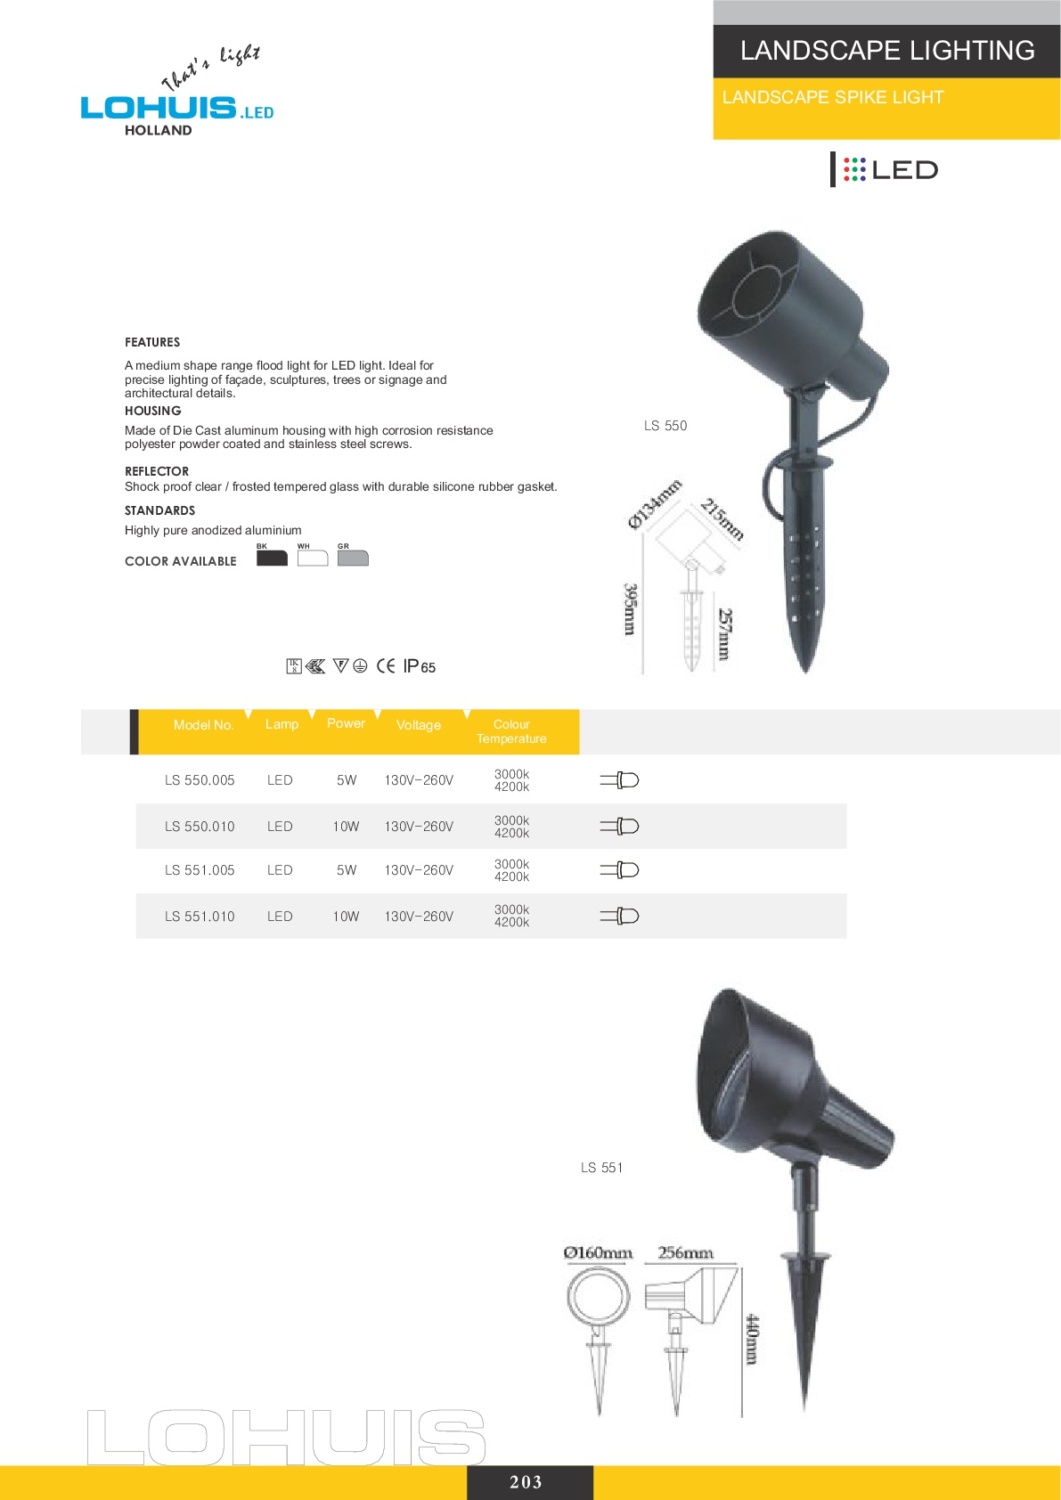 That's light
LOHUIS.LED
HOLLAND
LANDSCAPE LIGHTING
LANDSCAPE SPIKE LIGHT
LED
FEATURES
A medium shape range flood light for LED light. Ideal for
precise lighting of façade, sculptures, trees or signage and
architectural details.
HOUSING
Made of Die Cast aluminum housing with high corrosion resistance
polyester powder coated and stainless steel screws.
REFLECTOR
Shock proof clear / frosted tempered glass with durable silicone rubber gasket.
STANDARDS
Highly pure anodized aluminium
COLOR AVAILABLE BK WH GR
LS 550
Ø134mm 215mm
395mm 257mm
F CE IP65
Model No. Lamp Power Voltage Colour
Temperature
LS 550.005 LED 5W 130V-260V 3000k
4200k
LS 550.010 LED 10W 130V-260V 3000k
4200k
LS 551.005 LED 5W 130V-260V 3000k
4200k
LS 551.010 LED 10W 130V-260V 3000k
4200k
LS 551
Ø160mm 256mm
440mm
LOHUIS
203